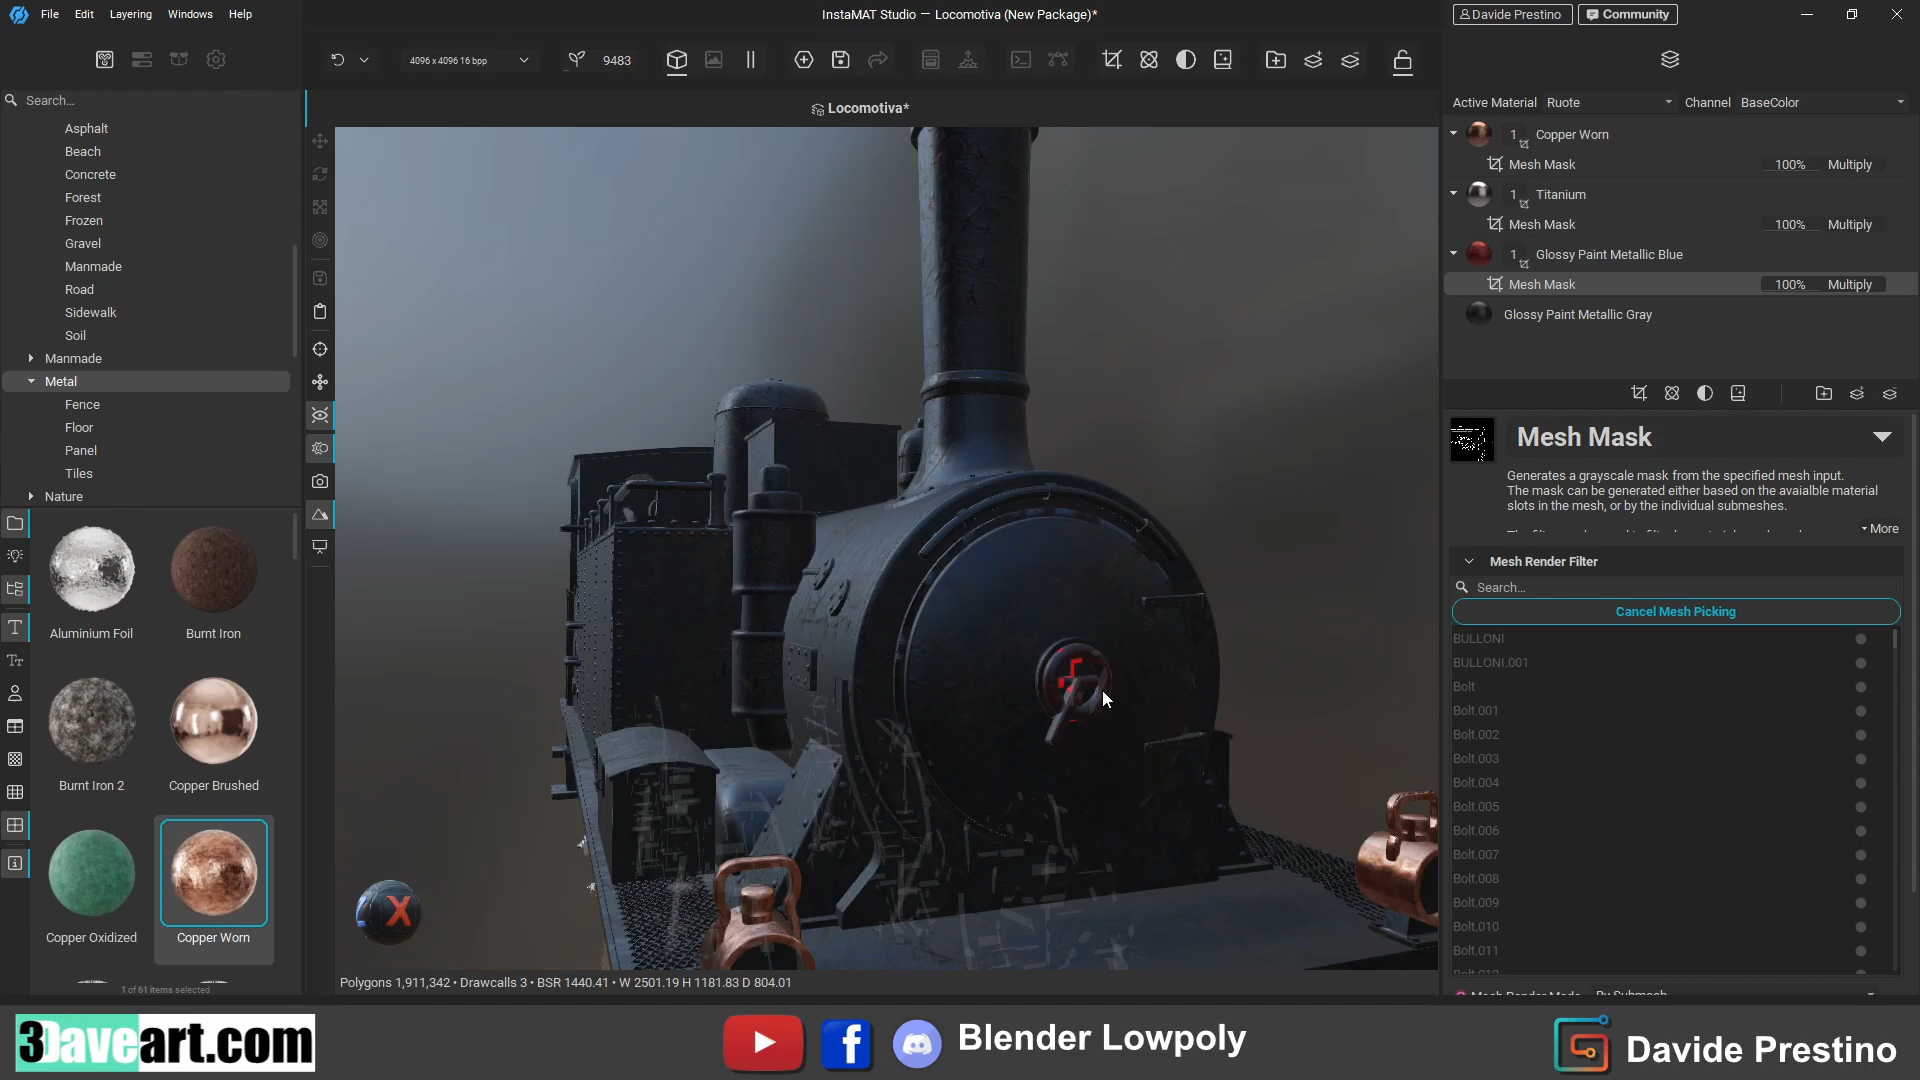 File Edit Layering Windows Help
InstaMAT Studio — Locomotiva (New Package)*
Davide Prestino
Community
4096 x 4096 16 bpp
9483
Locomotiva*
Search...
Asphalt
Beach
Concrete
Forest
Frozen
Gravel
Manmade
Road
Sidewalk
Soil
Manmade
Metal
Fence
Floor
Panel
Tiles
Nature
Aluminium Foil
Burnt Iron
Burnt Iron 2
Copper Brushed
Copper Oxidized
Copper Worn
1 of 61 items selected
X
Polygons 1,911,342 • Drawcalls 3 • BSR 1440.41 • W 2501.19 H 1181.83 D 804.01
Active Material Ruote Channel BaseColor
1 Copper Worn
Mesh Mask 100% Multiply
1 Titanium
Mesh Mask 100% Multiply
1 Glossy Paint Metallic Blue
Mesh Mask 100% Multiply
Glossy Paint Metallic Gray
Mesh Mask
Generates a grayscale mask from the specified mesh input.
The mask can be generated either based on the avaialble material
slots in the mesh, or by the individual submeshes.
More
Mesh Render Filter
Search...
Cancel Mesh Picking
BULLONI
BULLONI.001
Bolt
Bolt.001
Bolt.002
Bolt.003
Bolt.004
Bolt.005
Bolt.006
Bolt.007
Bolt.008
Bolt.009
Bolt.010
Bolt.011
Bolt.012
Mesh Render Mode By Submesh
3Daveart.com
Blender Lowpoly
Davide Prestino